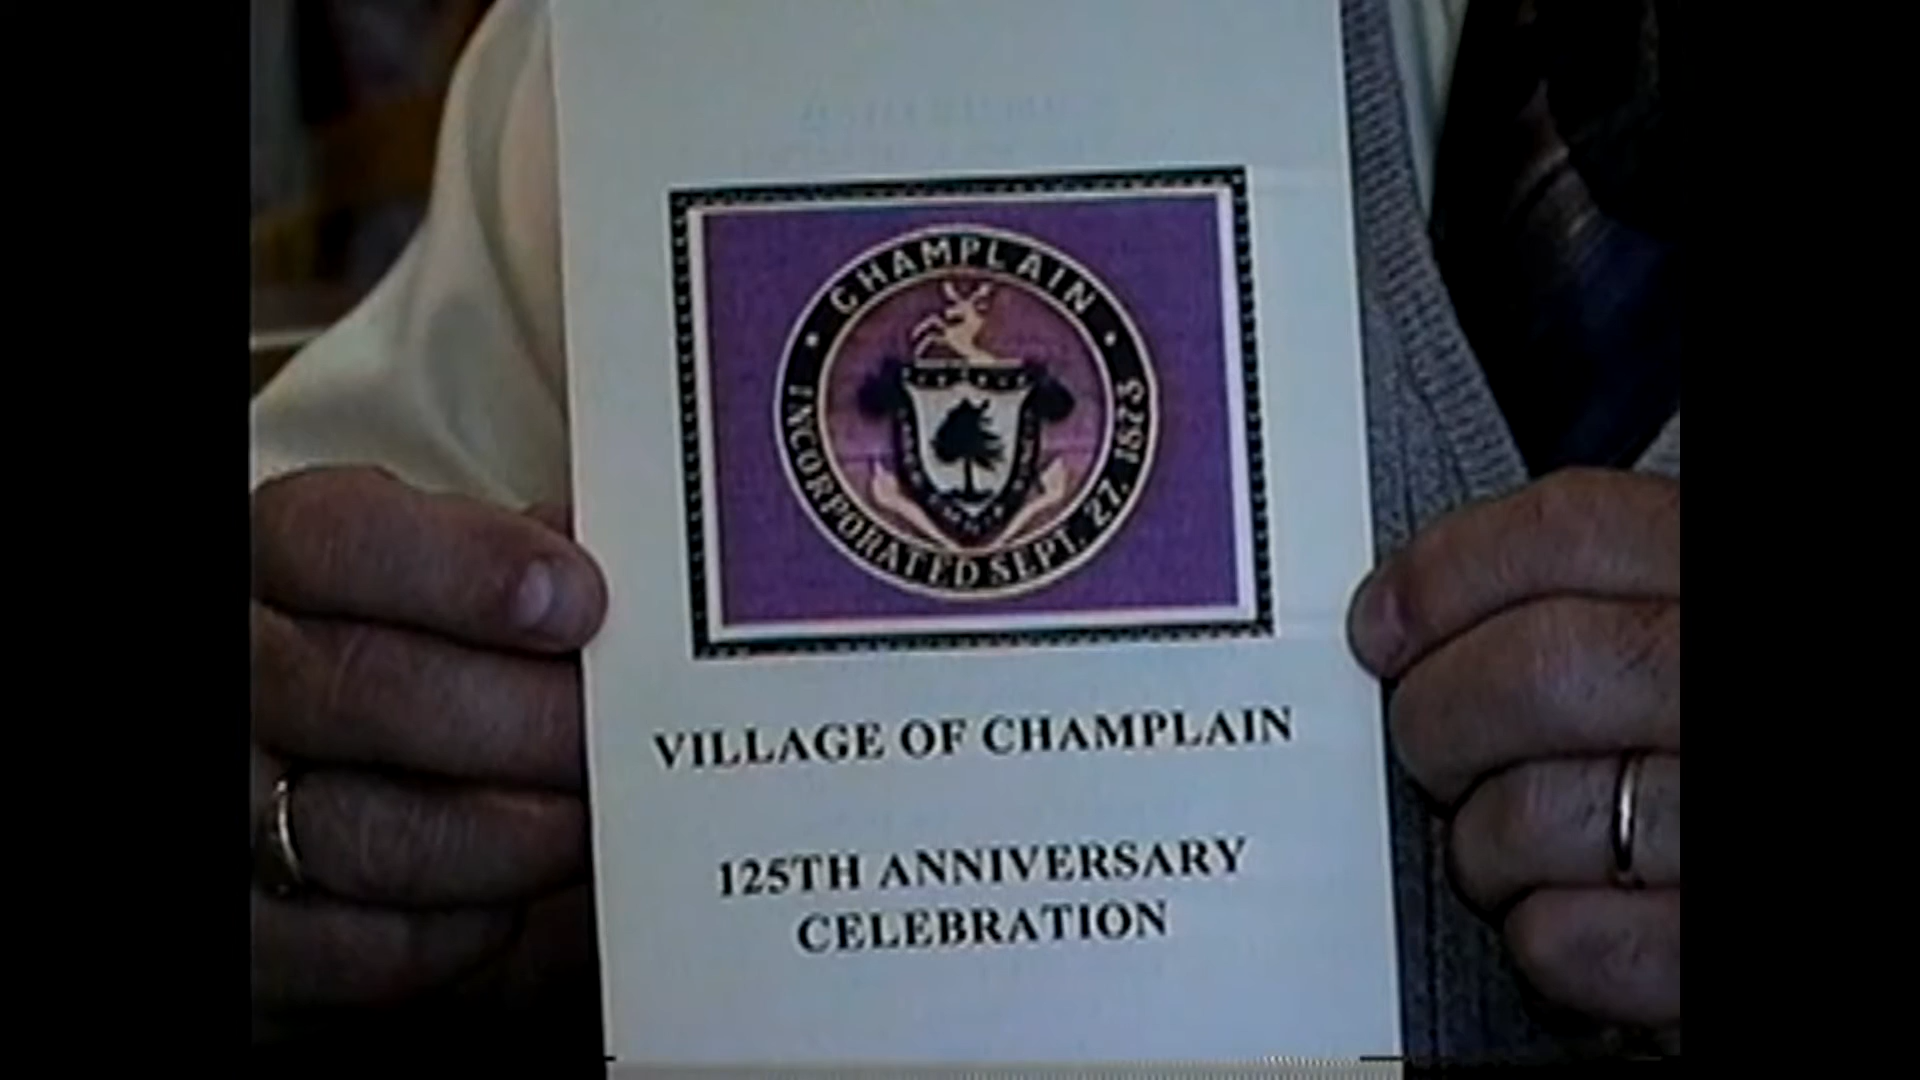 CHAMPLAIN
INCORPORATED SEPT. 27, 1873
VILLAGE OF CHAMPLAIN
125TH ANNIVERSARY
CELEBRATION